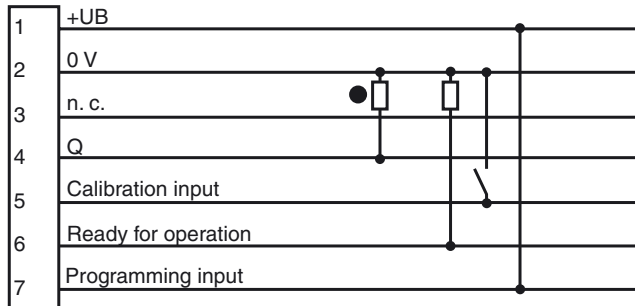 1 +UB
2 0 V
3 n. c.
4 Q
5 Calibration input
6 Ready for operation
7 Programming input